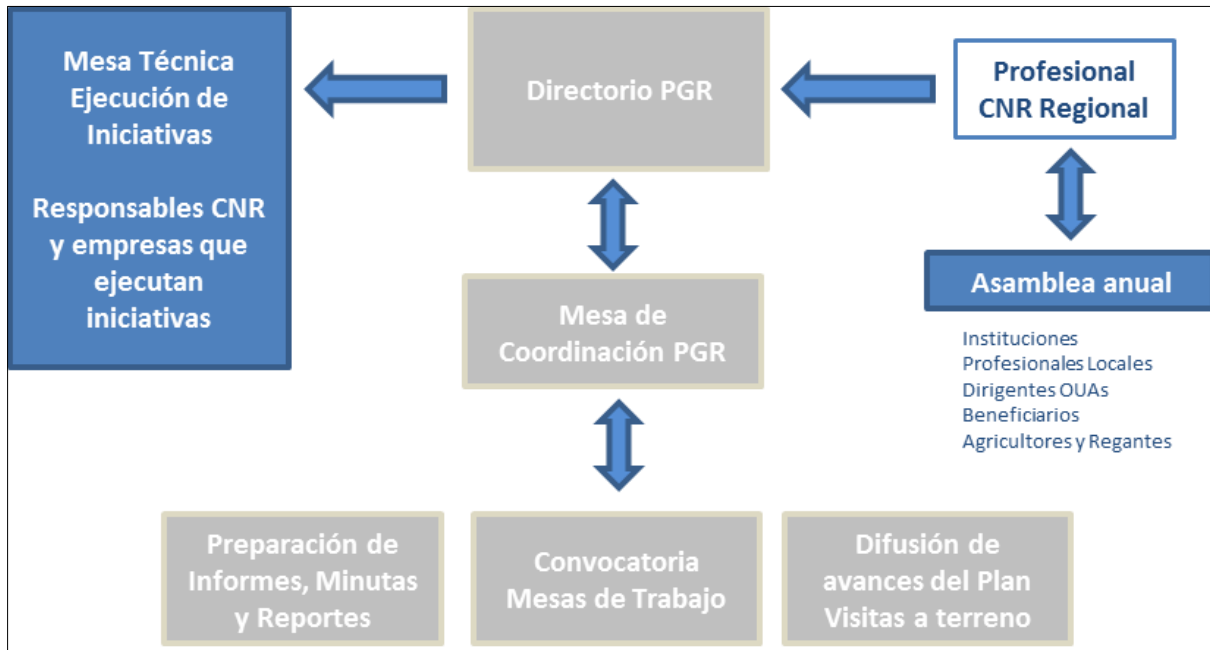 Mesa Técnica
Ejecución de
Iniciativas
Responsables CNR
y empresas que
ejecutan
iniciativas
Directorio PGR
Profesional
CNR Regional
Asamblea anual
Instituciones
Profesionales Locales
Dirigentes OUAs
Beneficiarios
Agricultores y Regantes
Mesa de
Coordinación PGR
Preparación de
Informes, Minutas
y Reportes
Convocatoria
Mesas de Trabajo
Difusión de
avances del Plan
Visitas a terreno